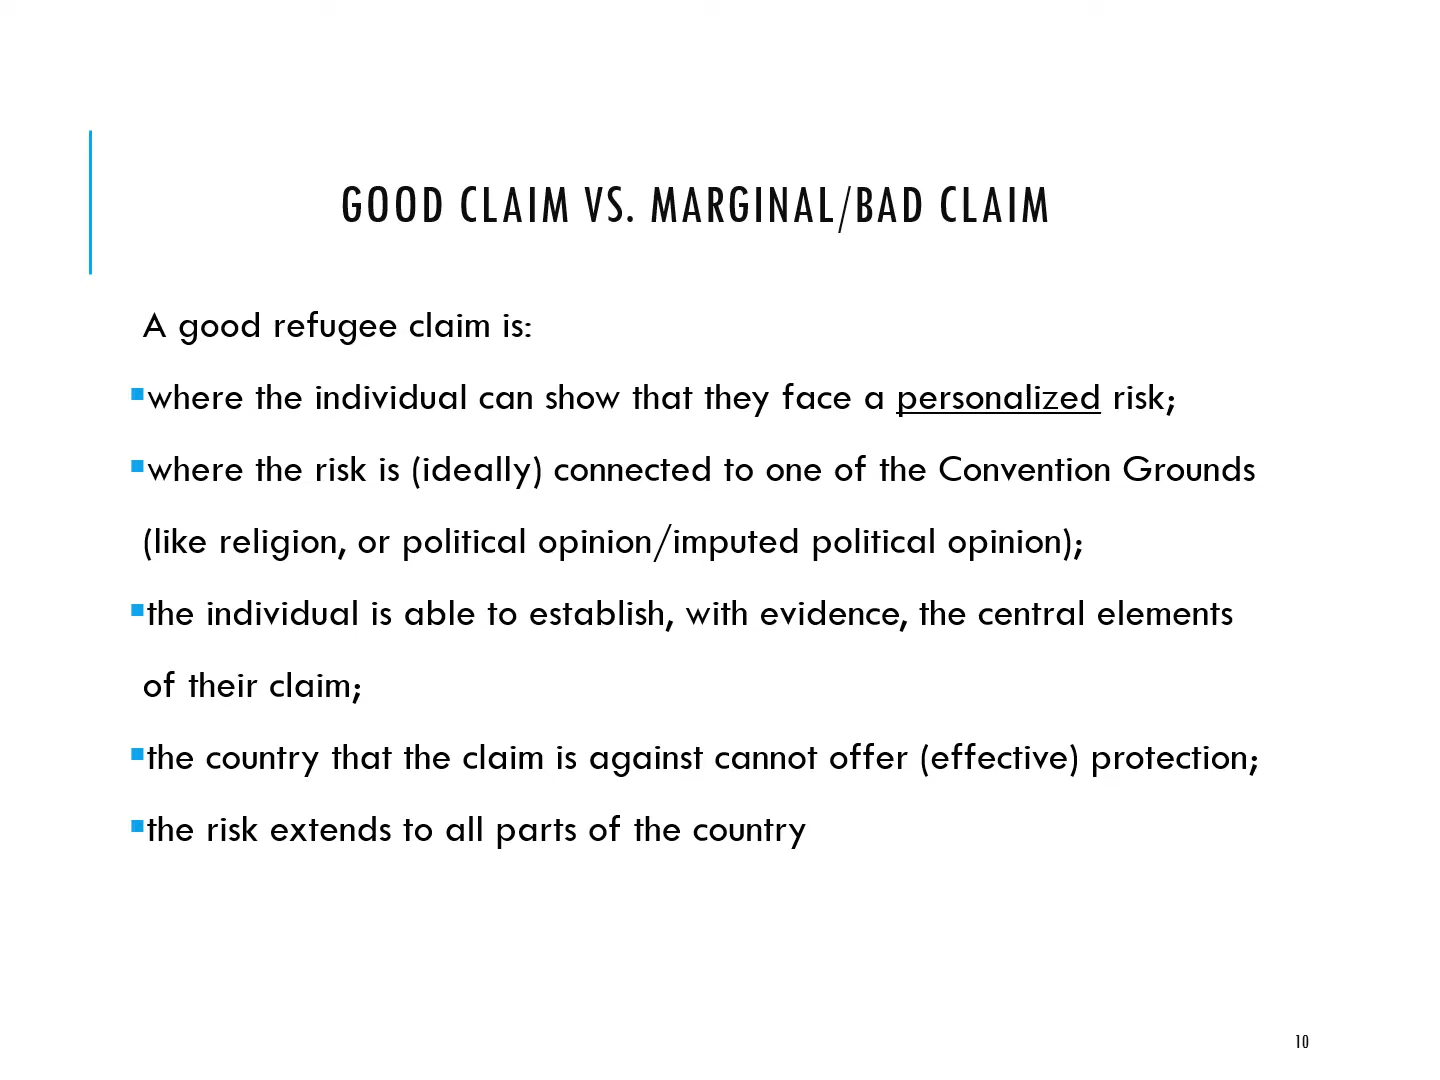 GOOD CLAIM VS. MARGINAL/BAD CLAIM
A good refugee claim is:
▪where the individual can show that they face a personalized risk;
▪where the risk is (ideally) connected to one of the Convention Grounds
(like religion, or political opinion/imputed political opinion);
▪the individual is able to establish, with evidence, the central elements
of their claim;
▪the country that the claim is against cannot offer (effective) protection;
▪the risk extends to all parts of the country
10